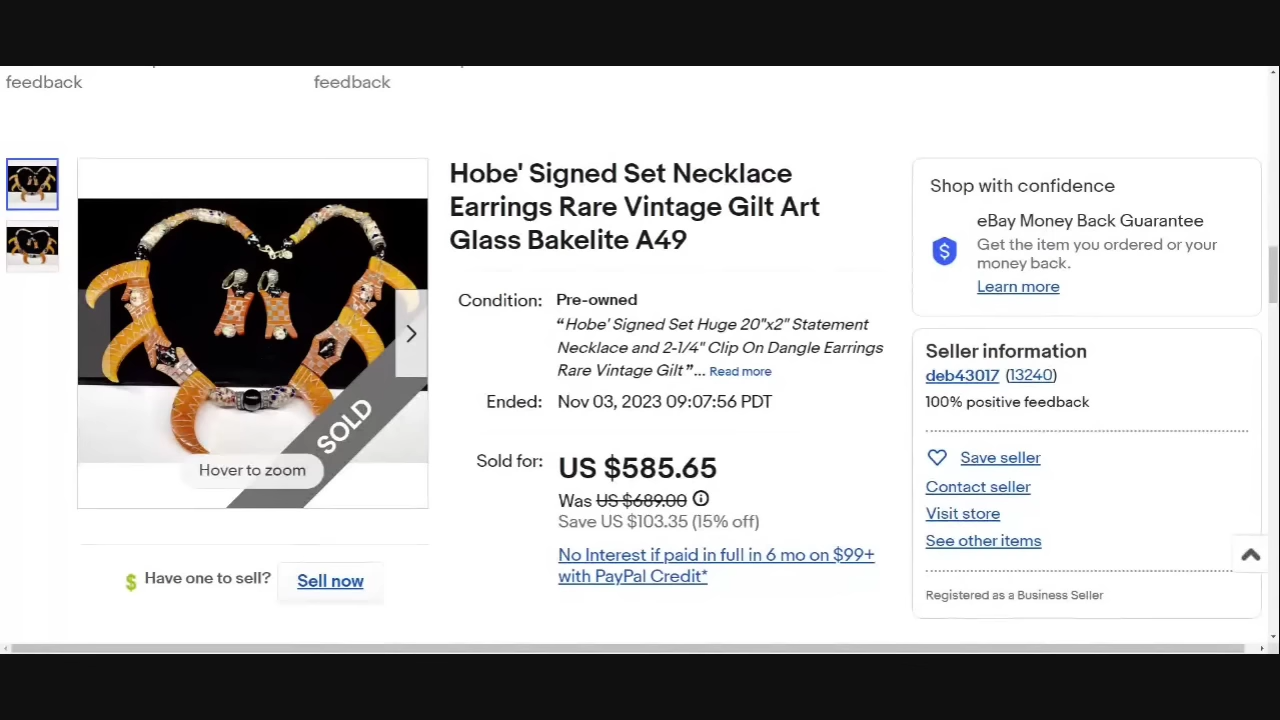 feedback
feedback
Hobe' Signed Set Necklace
Earrings Rare Vintage Gilt Art
Glass Bakelite A49
Condition: Pre-owned
“Hobe' Signed Set Huge 20"x2" Statement
Necklace and 2-1/4" Clip On Dangle Earrings
Rare Vintage Gilt”... Read more
Ended: Nov 03, 2023 09:07:56 PDT
Sold for: US $585.65
Was US $689.00
Save US $103.35 (15% off)
No Interest if paid in full in 6 mo on $99+
with PayPal Credit*
SOLD
Hover to zoom
$ Have one to sell? Sell now
Shop with confidence
eBay Money Back Guarantee
$ Get the item you ordered or your
money back.
Learn more
Seller information
deb43017 (13240)
100% positive feedback
Save seller
Contact seller
Visit store
See other items
Registered as a Business Seller